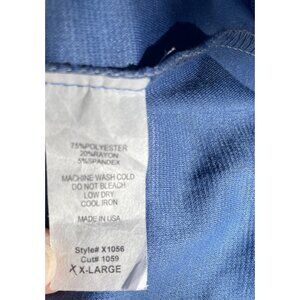 75%POLYESTER
20%RAYON
5%SPANDEX
MACHINE WASH COLD
DO NOT BLEACH
LOW DRY
COOL IRON
MADE IN USA
Style# X1056
Cut# 1059
X-LARGE